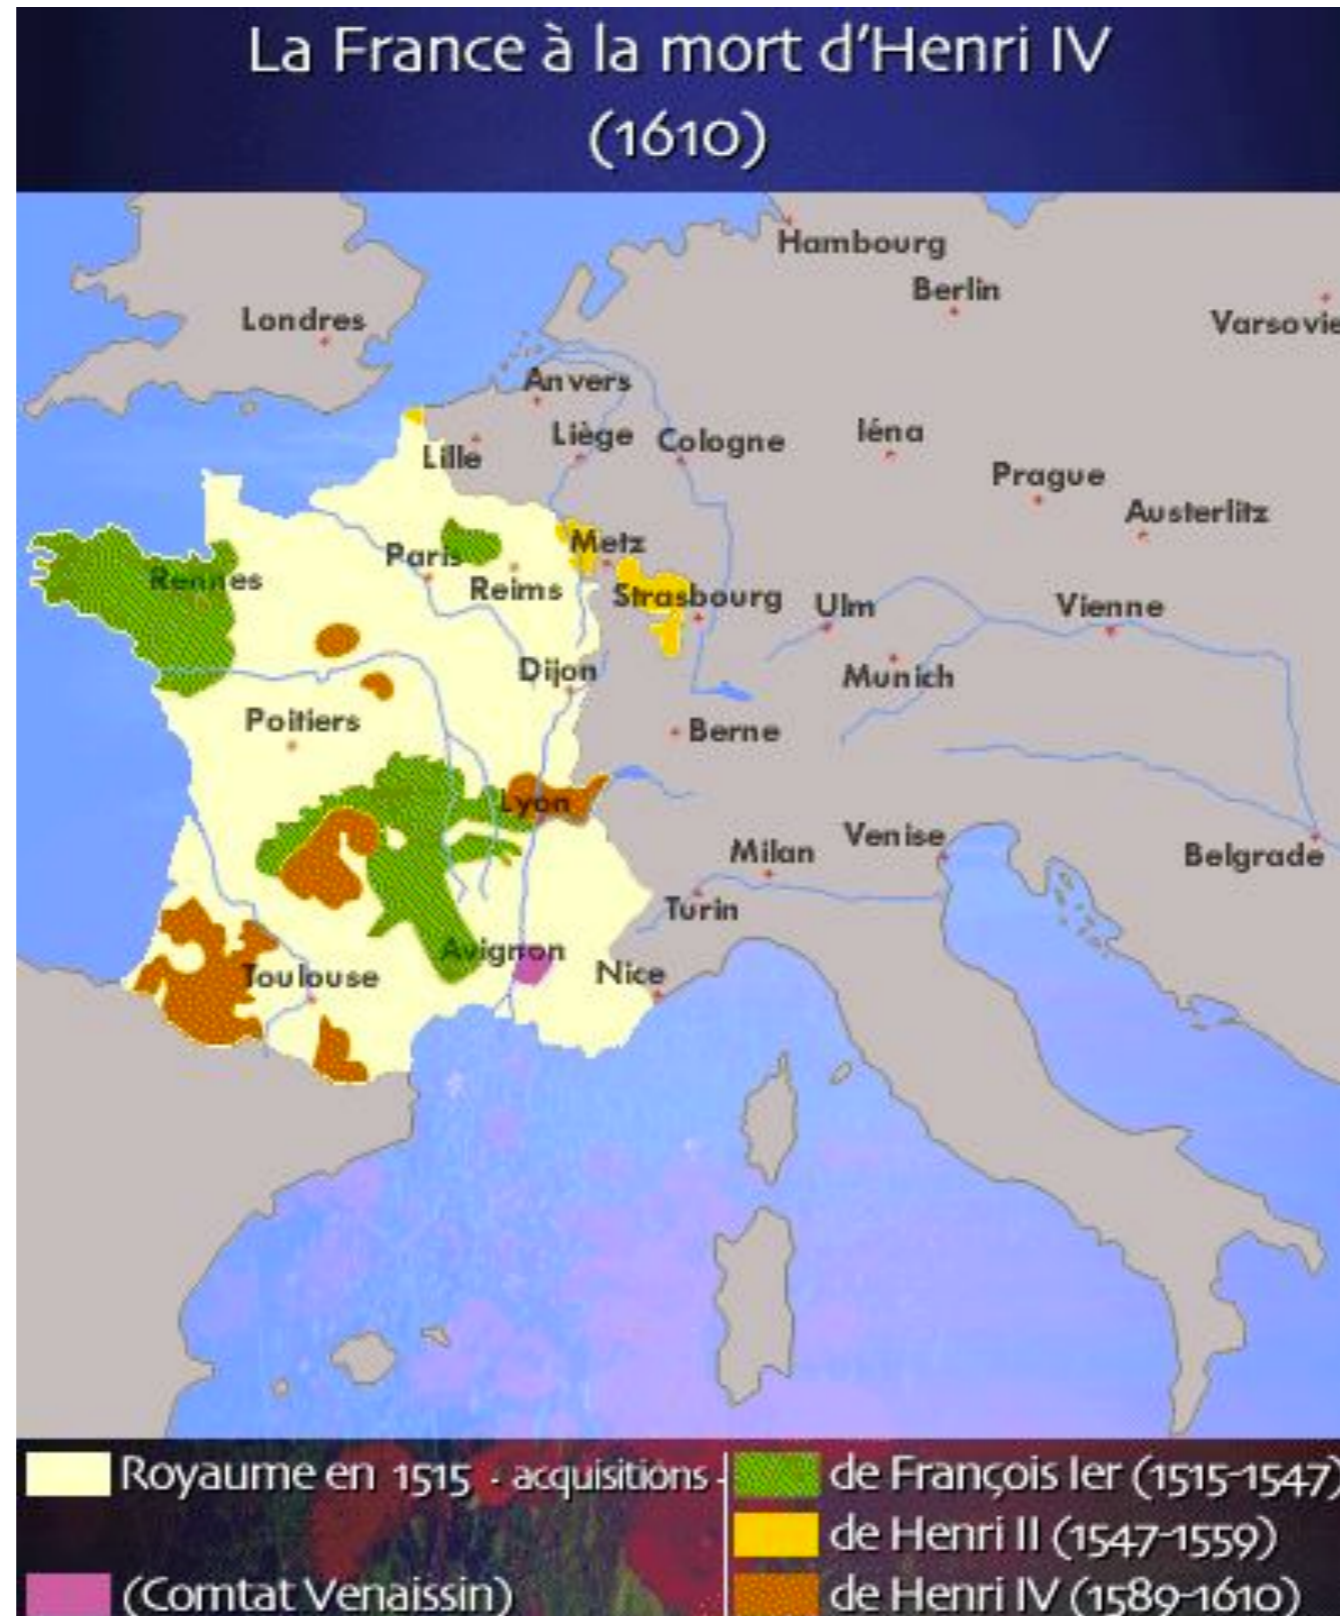 La France à la mort d'Henri IV
(1610)
Hambourg
Berlin
Varsovie
Londres
Anvers
Liège
Cologne
Iéna
Lille
Prague
Austerlitz
Metz
Paris
Reims
Rennes
Strasbourg
Ulm
Vienne
Dijon
Munich
Poitiers
Berne
Lyon
Milan
Venise
Belgrade
Turin
Avignon
Toulouse
Nice
Royaume en 1515 - acquisitions -
de François Ier (1515-1547)
de Henri II (1547-1559)
(Comtat Venaissin)
de Henri IV (1589-1610)